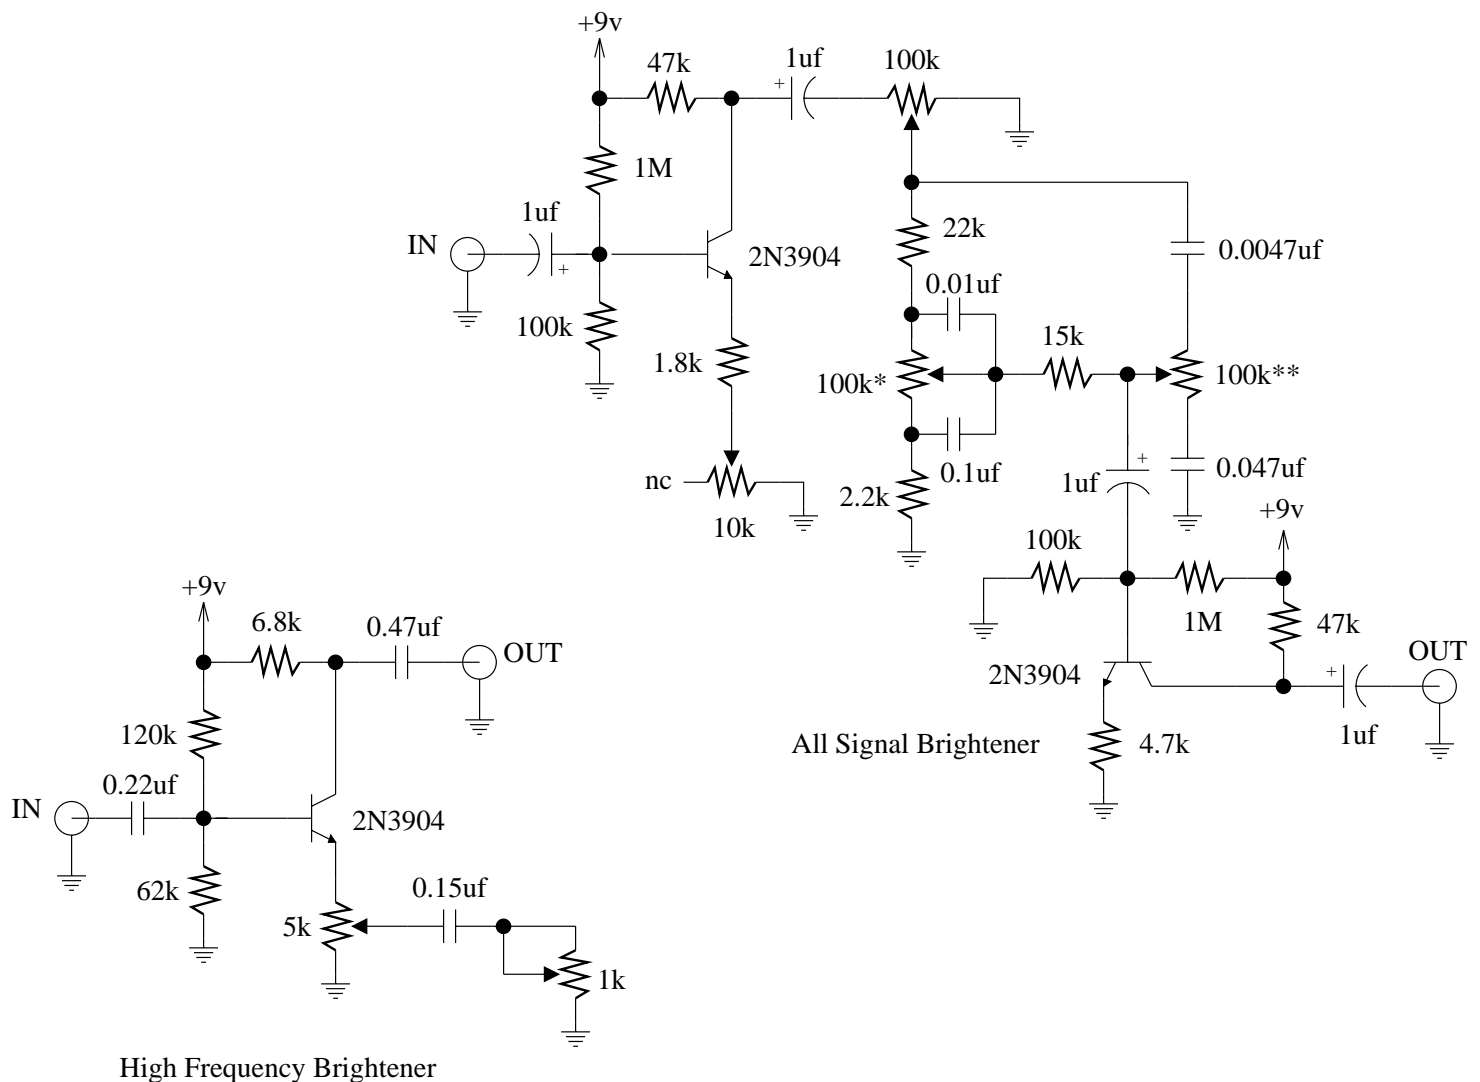 +9v
47k
1uf
+
100k
1M
1uf
IN
+
2N3904
22k
0.0047uf
0.01uf
100k
15k
1.8k
100k*
100k**
nc
10k
2.2k
0.1uf
1uf
+
0.047uf
+9v
100k
1M
47k
OUT
2N3904
+
1uf
4.7k
All Signal Brightener
+9v
6.8k
0.47uf
OUT
120k
0.22uf
IN
2N3904
62k
0.15uf
5k
1k
High Frequency Brightener